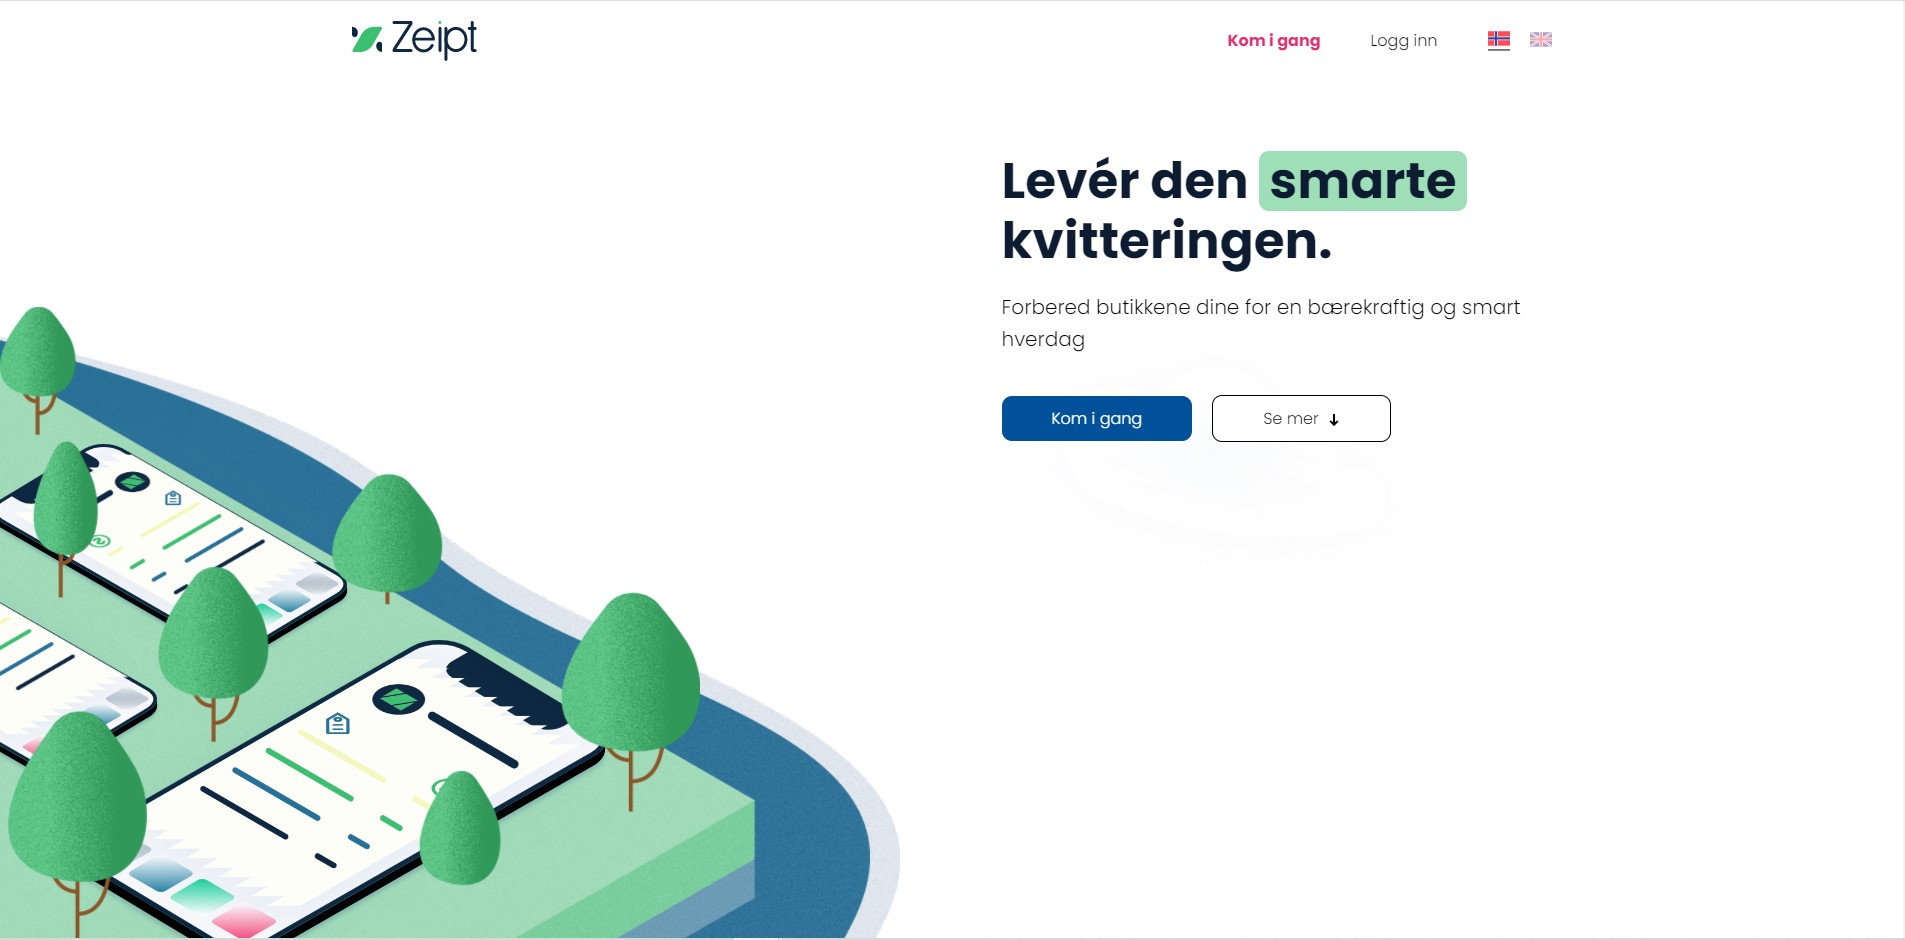 Zeipt
Kom i gang
Logg inn
Levér den smarte
kvitteringen.
Forbered butikkene dine for en bærekraftig og smart
hverdag
Kom i gang
Se mer